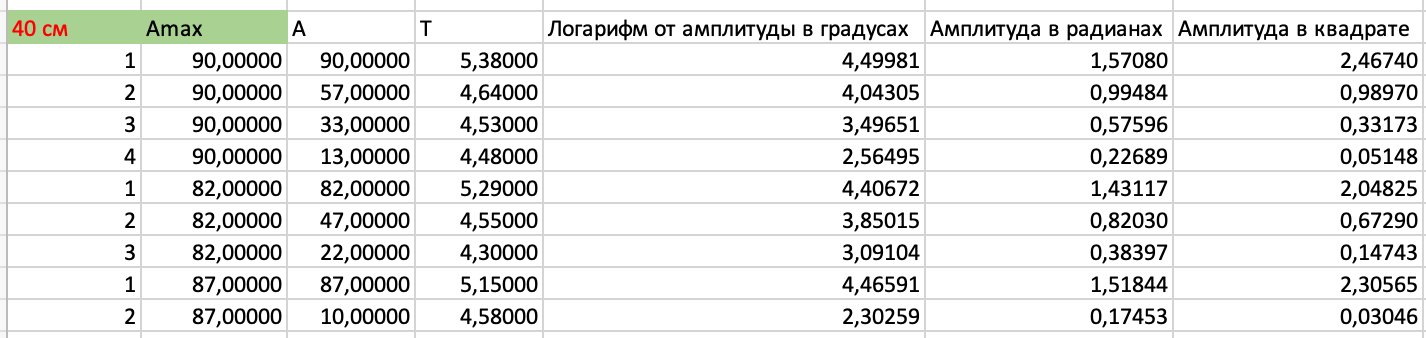 40 см Amax A T Логарифм от амплитуды в градусах Амплитуда в радианах Амплитуда в квадрате
1 90,00000 90,00000 5,38000 4,49981 1,57080 2,46740
2 90,00000 57,00000 4,64000 4,04305 0,99484 0,98970
3 90,00000 33,00000 4,53000 3,49651 0,57596 0,33173
4 90,00000 13,00000 4,48000 2,56495 0,22689 0,05148
1 82,00000 82,00000 5,29000 4,40672 1,43117 2,04825
2 82,00000 47,00000 4,55000 3,85015 0,82030 0,67290
3 82,00000 22,00000 4,30000 3,09104 0,38397 0,14743
1 87,00000 87,00000 5,15000 4,46591 1,51844 2,30565
2 87,00000 10,00000 4,58000 2,30259 0,17453 0,03046